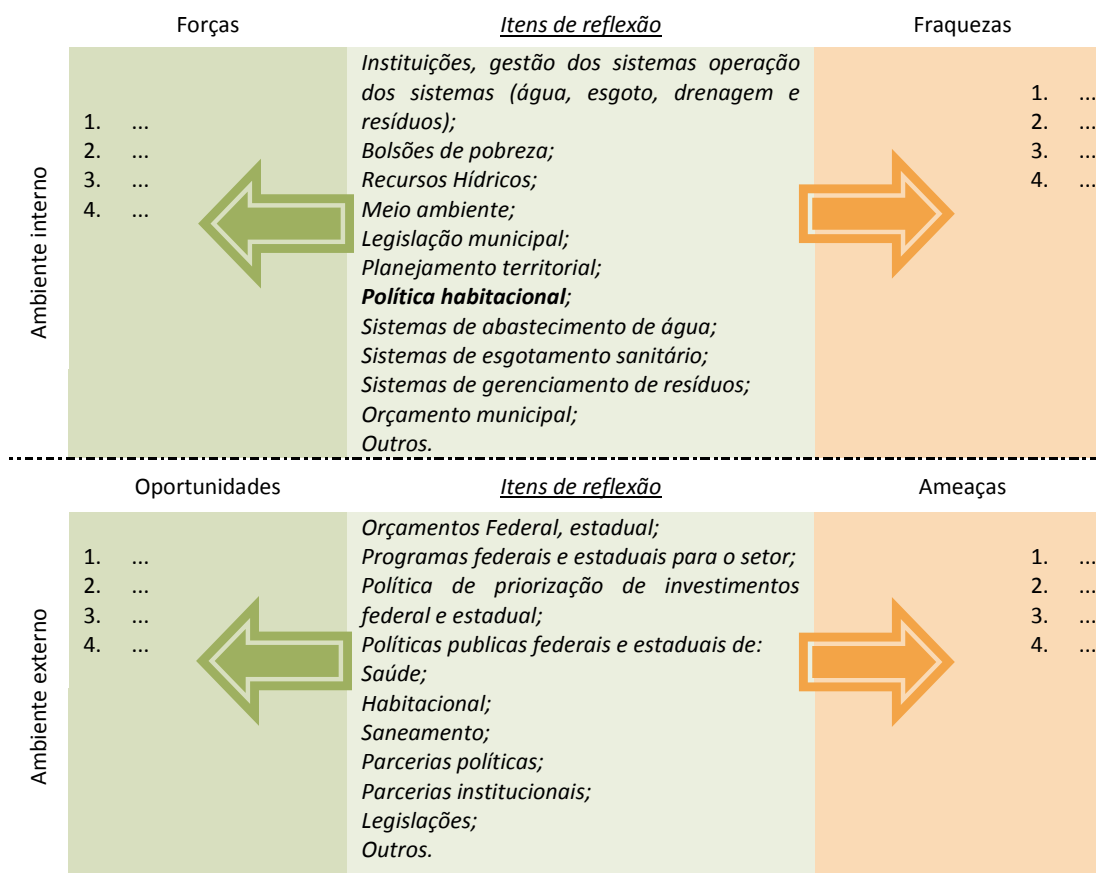 Forças
Itens de reflexão
Fraquezas
Ambiente interno
1. ...
2. ...
3. ...
4. ...
Instituições, gestão dos sistemas operação
dos sistemas (água, esgoto, drenagem e
resíduos);
Bolsões de pobreza;
Recursos Hídricos;
Meio ambiente;
Legislação municipal;
Planejamento territorial;
Política habitacional;
Sistemas de abastecimento de água;
Sistemas de esgotamento sanitário;
Sistemas de gerenciamento de resíduos;
Orçamento municipal;
Outros.
1. ...
2. ...
3. ...
4. ...
Oportunidades
Itens de reflexão
Ameaças
Ambiente externo
1. ...
2. ...
3. ...
4. ...
Orçamentos Federal, estadual;
Programas federais e estaduais para o setor;
Política de priorização de investimentos
federal e estadual;
Políticas publicas federais e estaduais de:
Saúde;
Habitacional;
Saneamento;
Parcerias políticas;
Parcerias institucionais;
Legislações;
Outros.
1. ...
2. ...
3. ...
4. ...